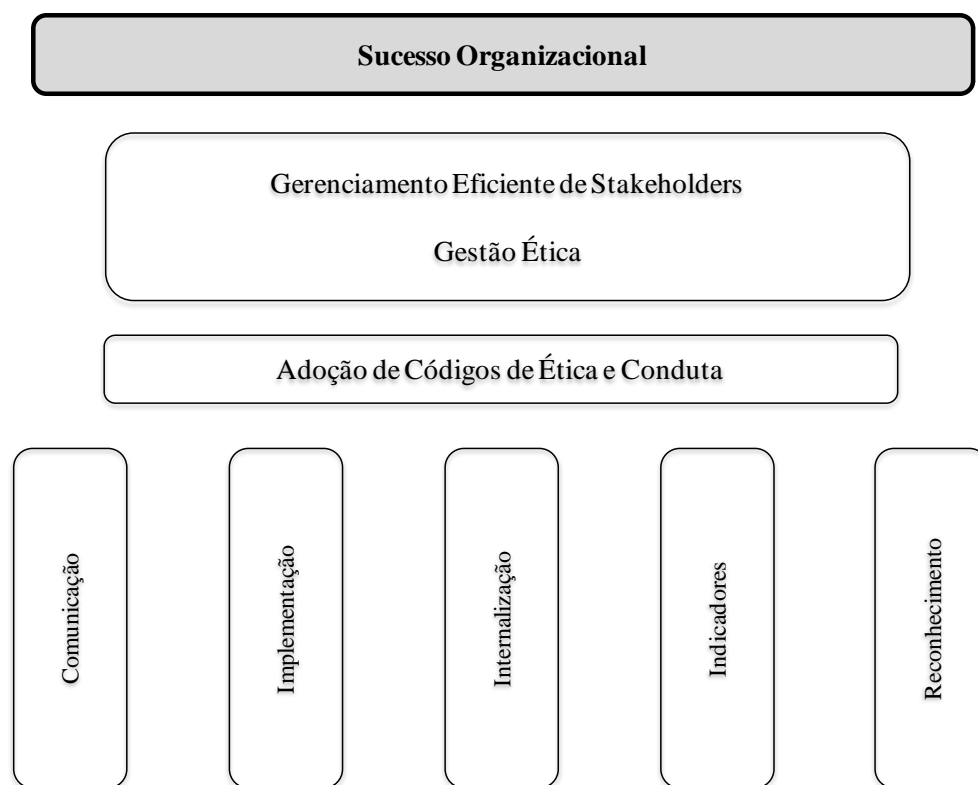 Sucesso Organizacional
Gerenciamento Eficiente de Stakeholders
Gestão Ética
Adoção de Códigos de Ética e Conduta
Comunicação
Implementação
Internalização
Indicadores
Reconhecimento